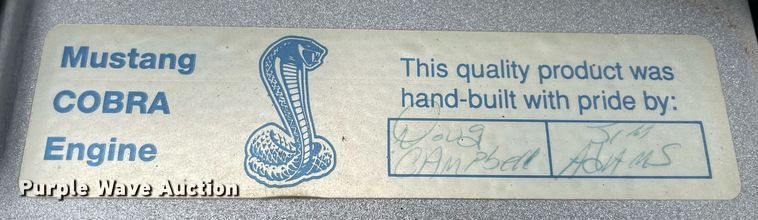 Mustang
COBRA
Engine
This quality product was
hand-built with pride by:
Doug
Campbell
Jim
Adams
Purple Wave Auction